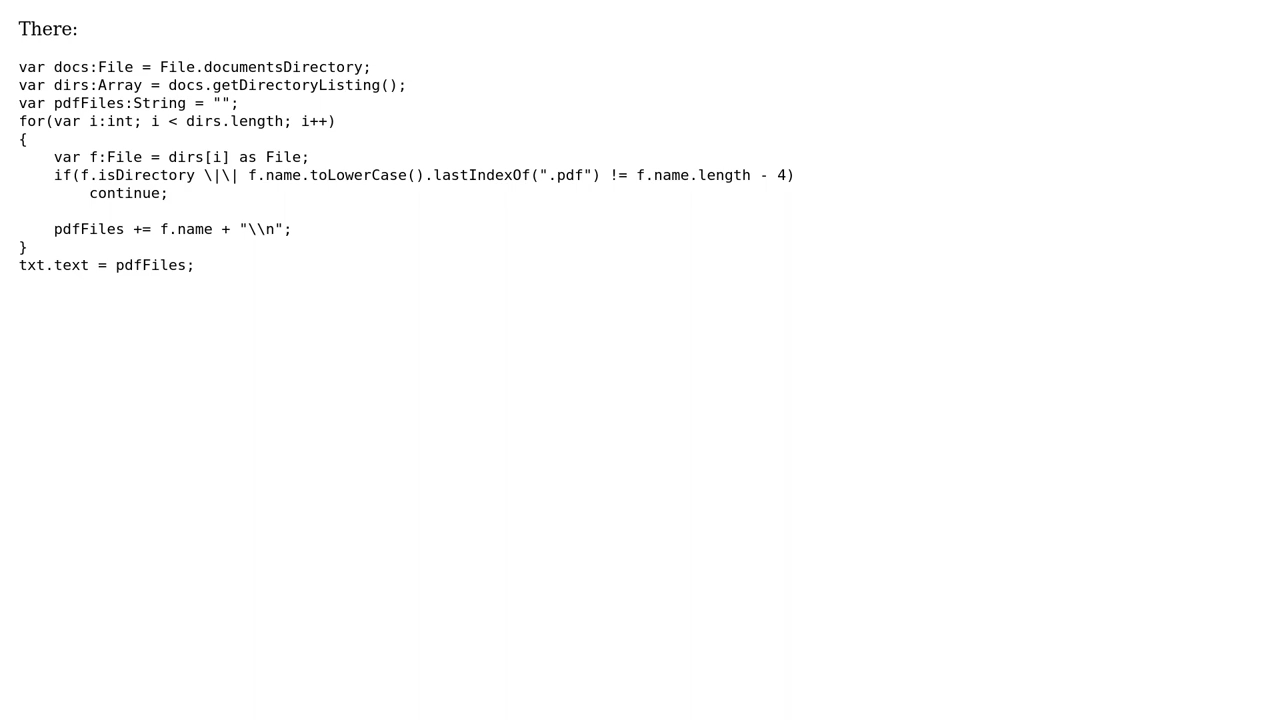 There:
var docs:File = File.documentsDirectory;
var dirs:Array = docs.getDirectoryListing();
var pdfFiles:String = "";
for(var i:int; i < dirs.length; i++)
{
    var f:File = dirs[i] as File;
    if(f.isDirectory \|\| f.name.toLowerCase().lastIndexOf(".pdf") != f.name.length - 4)
        continue;

    pdfFiles += f.name + "\\n";
}
txt.text = pdfFiles;